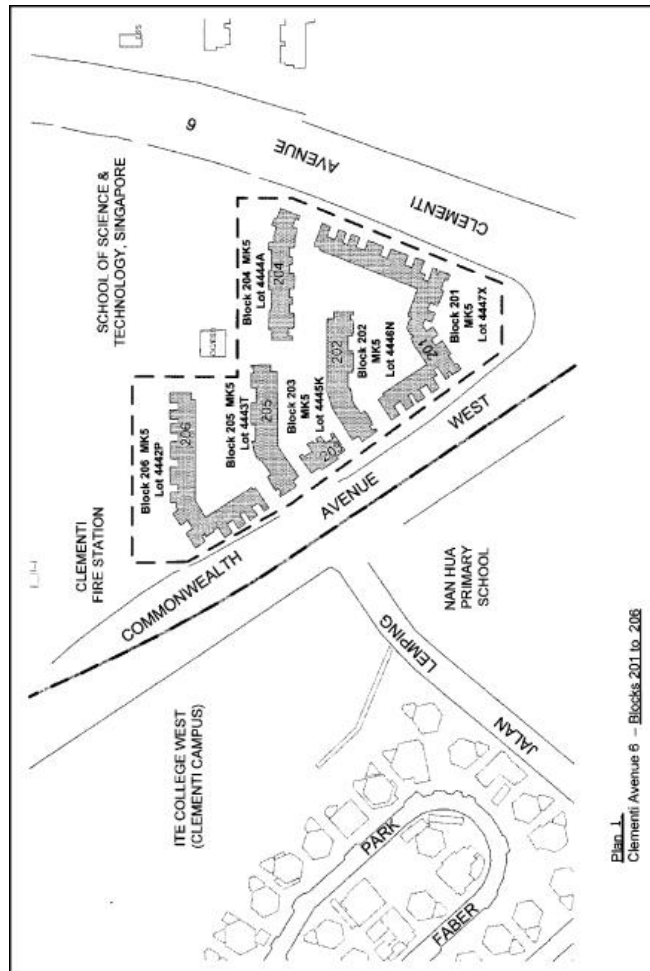 SCHOOL OF SCIENCE &
TECHNOLOGY, SINGAPORE
CLEMENTI
FIRE STATION
CLEMENTI
AVENUE
6
Block 206 MK5
Lot 4442P
206
Block 205 MK5
Lot 4443T
205
Block 204 MK5
Lot 4444A
204
Block 203
MK5
Lot 4445K
203
Block 202
MK5
Lot 4446N
202
Block 201
MK5
Lot 4447X
201
COMMONWEALTH
AVENUE
WEST
ITE COLLEGE WEST
(CLEMENTI CAMPUS)
NAN HUA
PRIMARY
SCHOOL
JALAN
LEMPING
FABER
PARK
Plan 1
Clementi Avenue 6 – Blocks 201 to 206